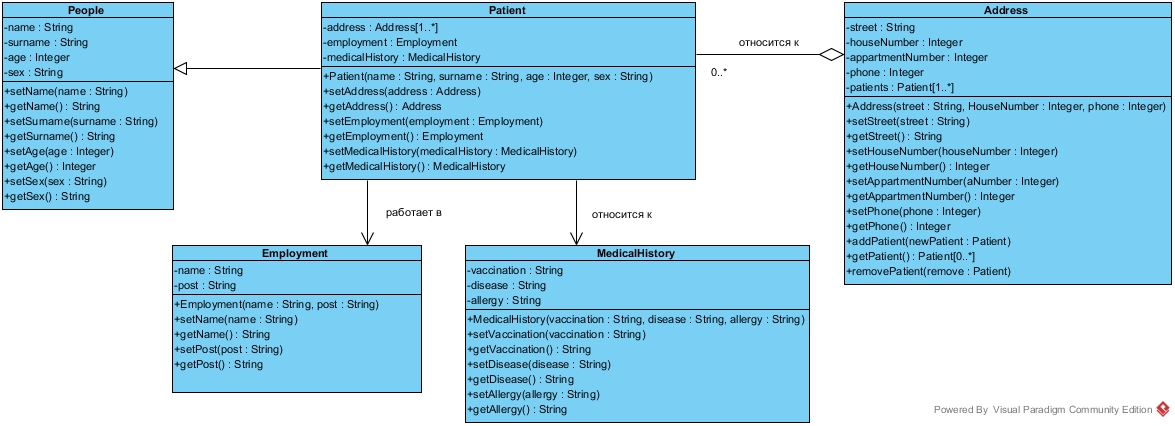 People
-name : String
-surname : String
-age : Integer
-sex : String
+setName(name : String)
+getName() : String
+setSurname(surname : String)
+getSurname() : String
+setAge(age : Integer)
+getAge() : Integer
+setSex(sex : String)
+getSex() : String
Patient
-address : Address[1..*]
-employment : Employment
-medicalHistory : MedicalHistory
+Patient(name : String, surname : String, age : Integer, sex : String)
+setAddress(address : Address)
+getAddress() : Address
+setEmployment(employment : Employment)
+getEmployment() : Employment
+setMedicalHistory(medicalHistory : MedicalHistory)
+getMedicalHistory() : MedicalHistory
относится к
0..*
Address
-street : String
-houseNumber : Integer
-appartmentNumber : Integer
-phone : Integer
-patients : Patient[1..*]
+Address(street : String, HouseNumber : Integer, phone : Integer)
+setStreet(street : String)
+getStreet() : String
+setHouseNumber(houseNumber : Integer)
+getHouseNumber() : Integer
+setAppartmentNumber(aNumber : Integer)
+getAppartmentNumber() : Integer
+setPhone(phone : Integer)
+getPhone() : Integer
+addPatient(newPatient : Patient)
+getPatient() : Patient[0..*]
+removePatient(remove : Patient)
работает в
относится к
Employment
-name : String
-post : String
+Employment(name : String, post : String)
+setName(name : String)
+getName() : String
+setPost(post : String)
+getPost() : String
MedicalHistory
-vaccination : String
-disease : String
-allergy : String
+MedicalHistory(vaccination : String, disease : String, allergy : String)
+setVaccination(vaccination : String)
+getVaccination() : String
+setDisease(disease : String)
+getDisease() : String
+setAllergy(allergy : String)
+getAllergy() : String
Powered By Visual Paradigm Community Edition